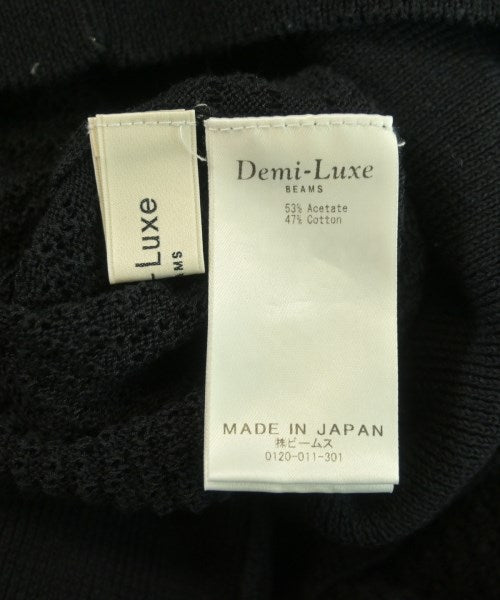 -Luxe
AMS
Demi-Luxe
BEAMS
53% Acetate
47% Cotton
MADE IN JAPAN
㈱ビームス
0120-011-301